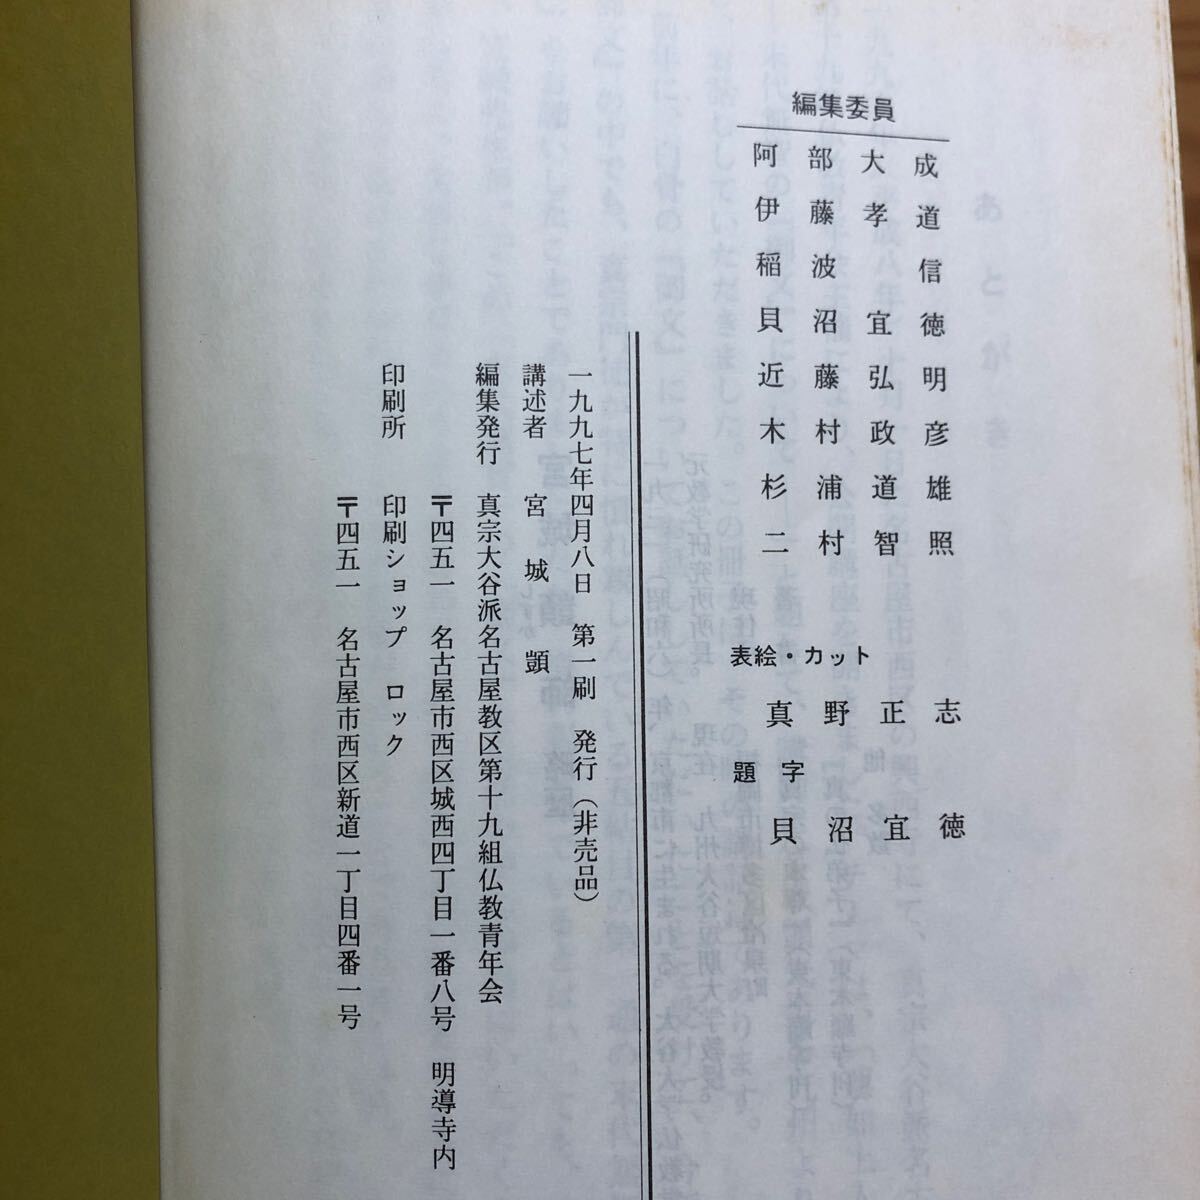 編集委員
阿部大成
伊藤孝道
稲波信
貝沼宜徳
近藤弘明
木村政彦
杉浦道雄
二村智照
表絵・カット
真野正志
題字
貝沼宜徳
一九九七年四月八日 第一刷 発行(非売品)
講述者 宮城顗
編集発行 真宗大谷派名古屋教区第十九組仏教青年会
〒四五一 名古屋市西区城西四丁目一番八号 明導寺内
印刷所 印刷ショップ ロック
〒四五一 名古屋市西区新道一丁目四番一号